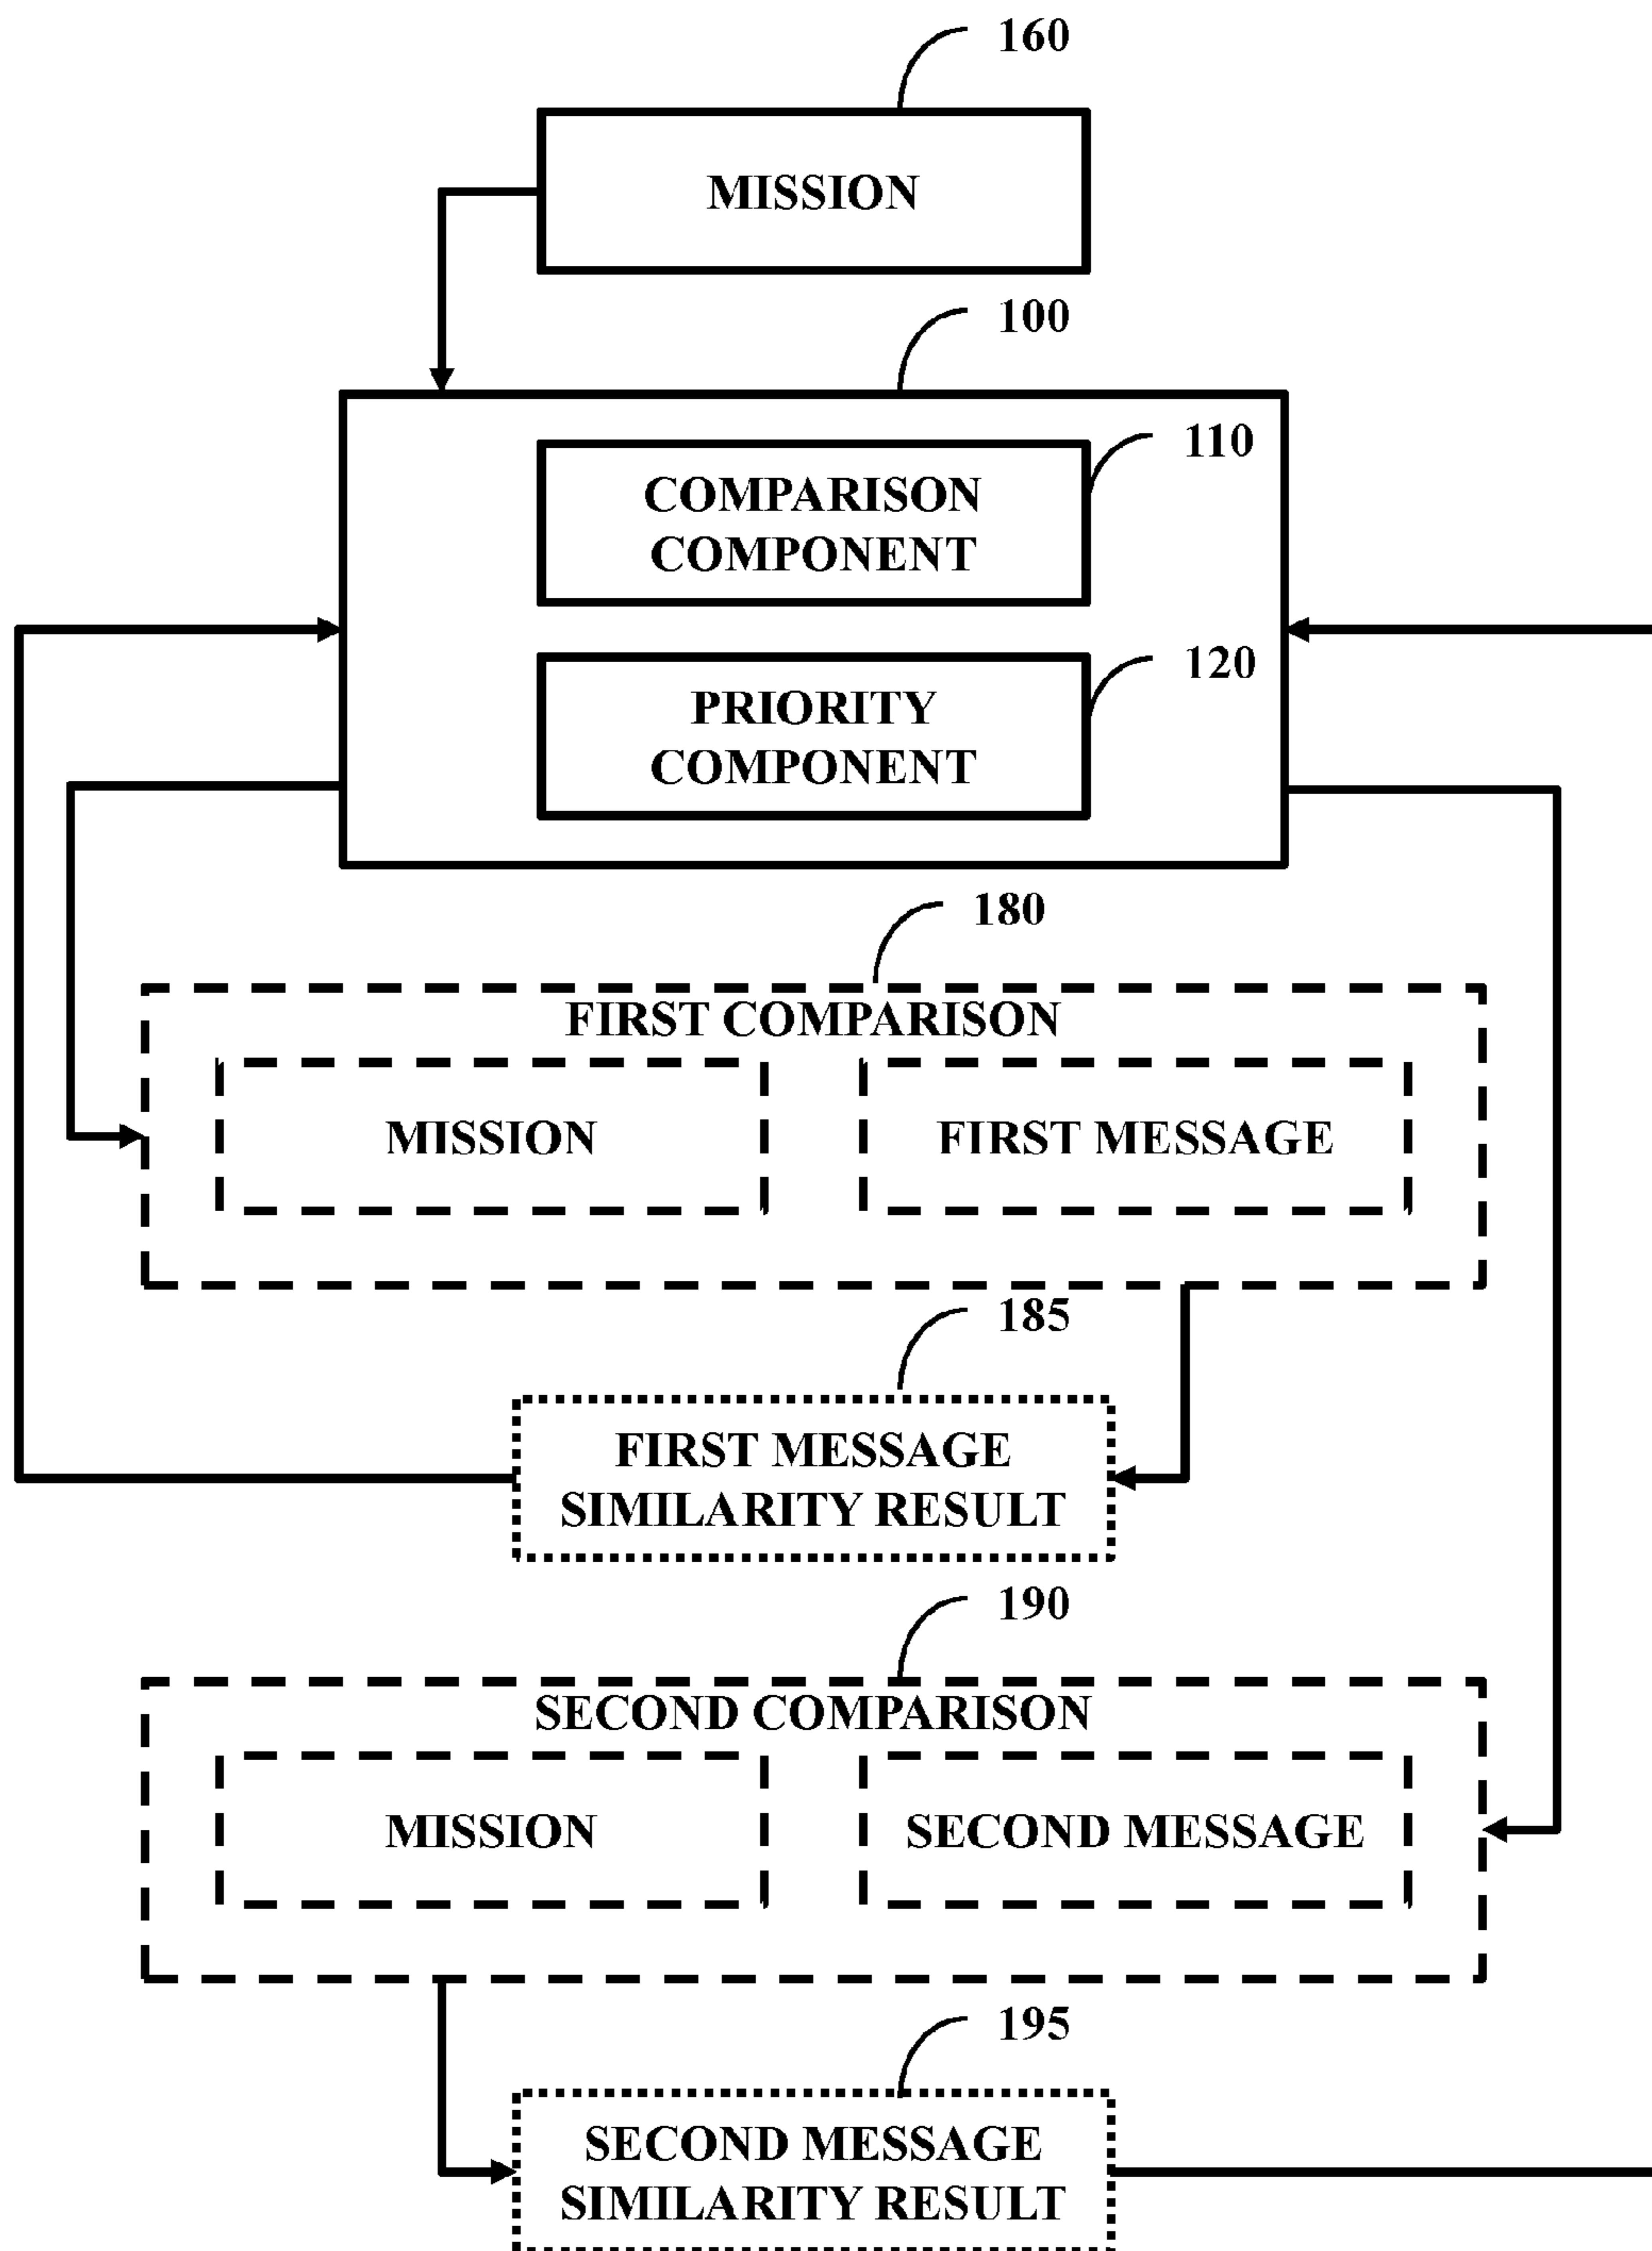 160
MISSION
100
110
COMPARISON
COMPONENT
120
PRIORITY
COMPONENT
180
FIRST COMPARISON
MISSION
FIRST MESSAGE
185
FIRST MESSAGE
SIMILARITY RESULT
190
SECOND COMPARISON
MISSION
SECOND MESSAGE
195
SECOND MESSAGE
SIMILARITY RESULT